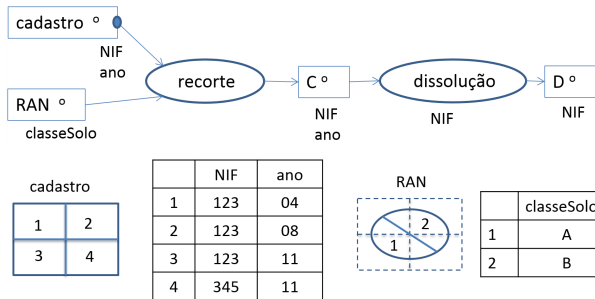 cadastro º
NIF
ano
recorte
C º
NIF
ano
dissolução
NIF
D º
NIF
RAN º
classeSolo
cadastro
1 2
3 4
NIF ano
1 123 04
2 123 08
3 123 11
4 345 11
RAN
2
1
classeSolo
1 A
2 B